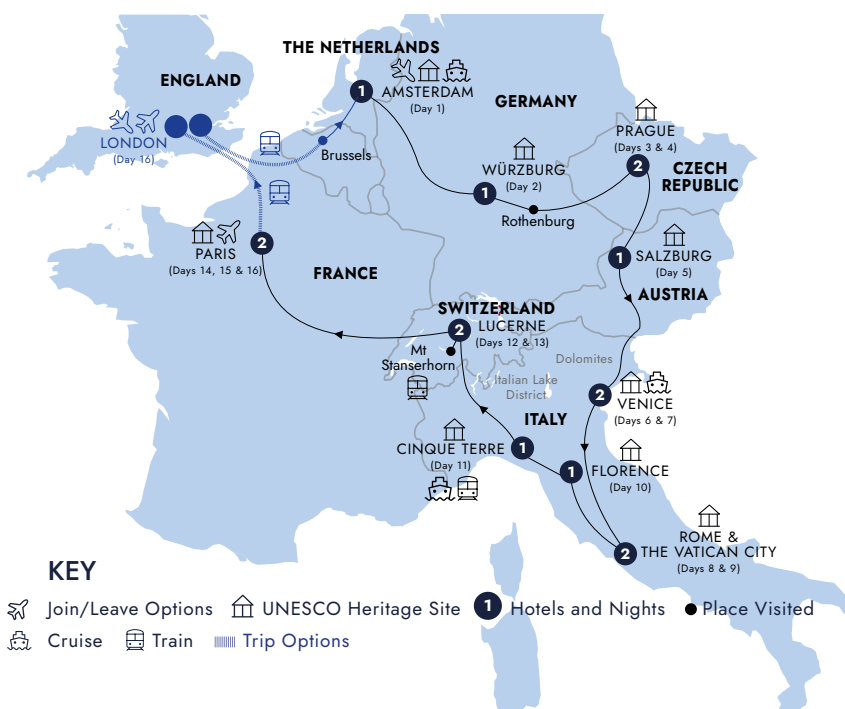 THE NETHERLANDS
ENGLAND
1
AMSTERDAM
(Day 1)
GERMANY
LONDON
(Day 16)
Brussels
PRAGUE
(Days 3 & 4)
2
CZECH
REPUBLIC
WÜRZBURG
(Day 2)
1
Rothenburg
2
PARIS
(Days 14, 15 & 16)
FRANCE
1
SALZBURG
(Day 5)
AUSTRIA
SWITZERLAND
2
LUCERNE
(Days 12 & 13)
Mt
Stanserhorn
Dolomites
Italian Lake
District
2
VENICE
(Days 6 & 7)
ITALY
CINQUE TERRE
(Day 11)
1
1
FLORENCE
(Day 10)
ROME &
2
THE VATICAN CITY
(Days 8 & 9)
KEY
Join/Leave Options
UNESCO Heritage Site
1
Hotels and Nights
Place Visited
Cruise
Train
Trip Options